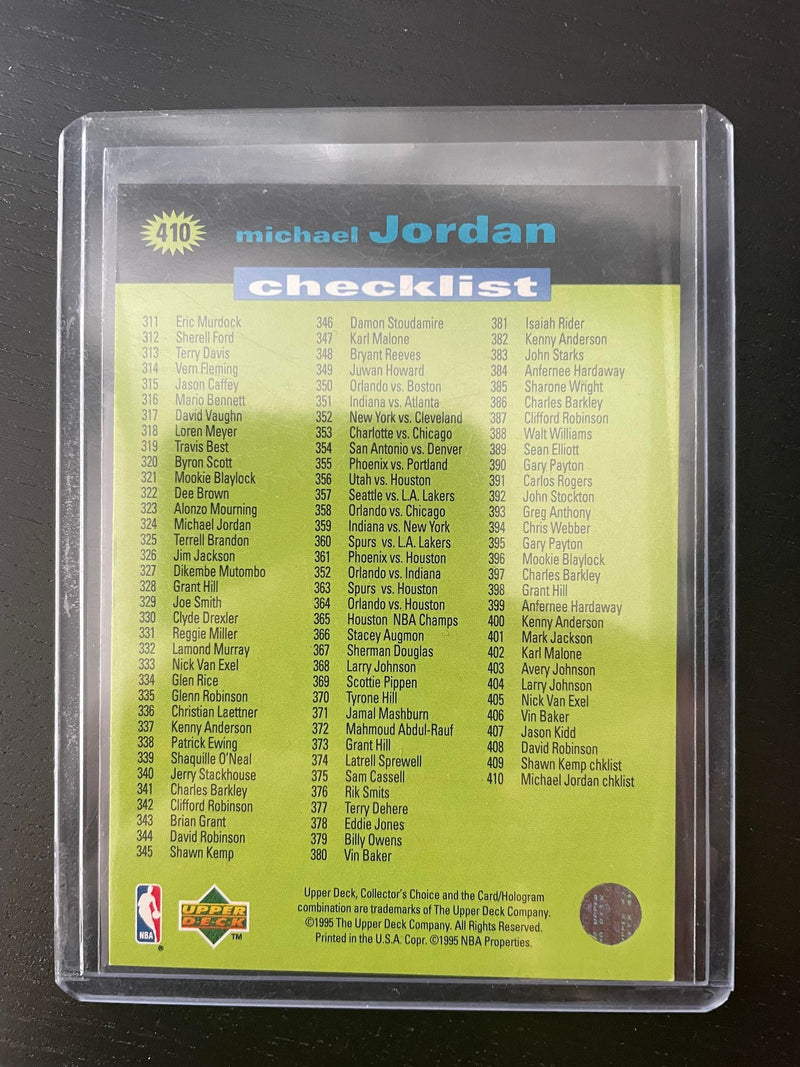 410
michael Jordan
checklist
311 Eric Murdock
312 Sherell Ford
313 Terry Davis
314 Vern Fleming
315 Jason Caffey
316 Mario Bennett
317 David Vaughn
318 Loren Meyer
319 Travis Best
320 Byron Scott
321 Mookie Blaylock
322 Dee Brown
323 Alonzo Mourning
324 Michael Jordan
325 Terrell Brandon
326 Jim Jackson
327 Dikembe Mutombo
328 Grant Hill
329 Joe Smith
330 Clyde Drexler
331 Reggie Miller
332 Lamond Murray
333 Nick Van Exel
334 Glen Rice
335 Glenn Robinson
336 Christian Laettner
337 Kenny Anderson
338 Patrick Ewing
339 Shaquille O'Neal
340 Jerry Stackhouse
341 Charles Barkley
342 Clifford Robinson
343 Brian Grant
344 David Robinson
345 Shawn Kemp
346 Damon Stoudamire
347 Karl Malone
348 Bryant Reeves
349 Juwan Howard
350 Orlando vs. Boston
351 Indiana vs. Atlanta
352 New York vs. Cleveland
353 Charlotte vs. Chicago
354 San Antonio vs. Denver
355 Phoenix vs. Portland
356 Utah vs. Houston
357 Seattle vs. L.A. Lakers
358 Orlando vs. Chicago
359 Indiana vs. New York
360 Spurs vs. L.A. Lakers
361 Phoenix vs. Houston
352 Orlando vs. Indiana
363 Spurs vs. Houston
364 Orlando vs. Houston
365 Houston NBA Champs
366 Stacey Augmon
367 Sherman Douglas
368 Larry Johnson
369 Scottie Pippen
370 Tyrone Hill
371 Jamal Mashburn
372 Mahmoud Abdul-Rauf
373 Grant Hill
374 Latrell Sprewell
375 Sam Cassell
376 Rik Smits
377 Terry Dehere
378 Eddie Jones
379 Billy Owens
380 Vin Baker
381 Isaiah Rider
382 Kenny Anderson
383 John Starks
384 Anfernee Hardaway
385 Sharone Wright
386 Charles Barkley
387 Clifford Robinson
388 Walt Williams
389 Sean Elliott
390 Gary Payton
391 Carlos Rogers
392 John Stockton
393 Greg Anthony
394 Chris Webber
395 Gary Payton
396 Mookie Blaylock
397 Charles Barkley
398 Grant Hill
399 Anfernee Hardaway
400 Kenny Anderson
401 Mark Jackson
402 Karl Malone
403 Avery Johnson
404 Larry Johnson
405 Nick Van Exel
406 Vin Baker
407 Jason Kidd
408 David Robinson
409 Shawn Kemp chklist
410 Michael Jordan chklist
NBA ®
UPPER
DECK
TM
Upper Deck, Collector's Choice and the Card/Hologram
combination are trademarks of The Upper Deck Company.
©1995 The Upper Deck Company. All Rights Reserved.
Printed in the U.S.A. Copr. ©1995 NBA Properties.